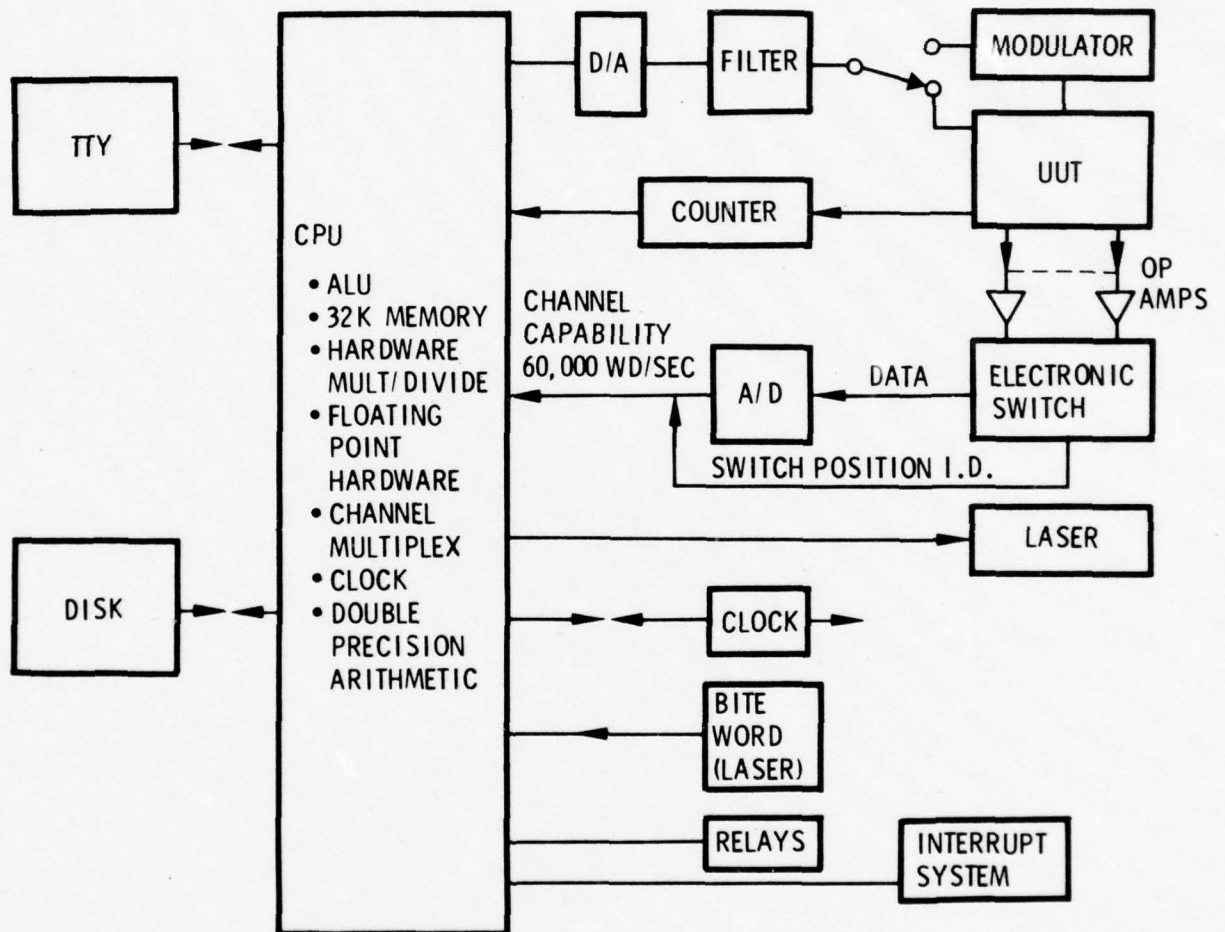 TTY
DISK
CPU
• ALU
• 32K MEMORY
• HARDWARE
MULT/DIVIDE
• FLOATING
POINT
HARDWARE
• CHANNEL
MULTIPLEX
• CLOCK
• DOUBLE
PRECISION
ARITHMETIC
D/A
FILTER
MODULATOR
UUT
COUNTER
OP
AMPS
CHANNEL
CAPABILITY
60,000 WD/SEC
A/D
DATA
ELECTRONIC
SWITCH
SWITCH POSITION I.D.
LASER
CLOCK
BITE
WORD
(LASER)
RELAYS
INTERRUPT
SYSTEM